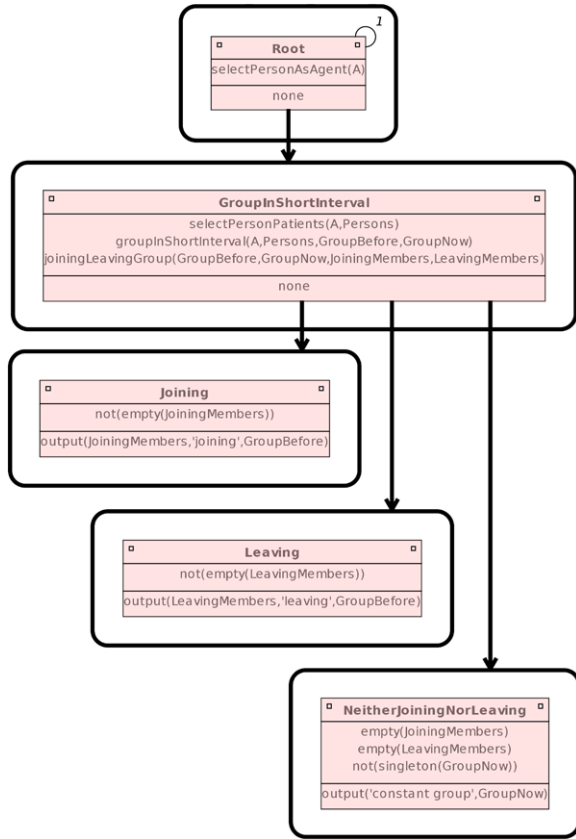 1
Root
selectPersonAsAgent(A)
none
GroupInShortInterval
selectPersonPatients(A,Persons)
groupInShortInterval(A,Persons,GroupBefore,GroupNow)
joiningLeavingGroup(GroupBefore,GroupNow,JoiningMembers,LeavingMembers)
none
Joining
not(empty(JoiningMembers))
output(JoiningMembers,'joining',GroupBefore)
Leaving
not(empty(LeavingMembers))
output(LeavingMembers,'leaving',GroupBefore)
NeitherJoiningNorLeaving
empty(JoiningMembers)
empty(LeavingMembers)
not(singleton(GroupNow))
output('constant group',GroupNow)